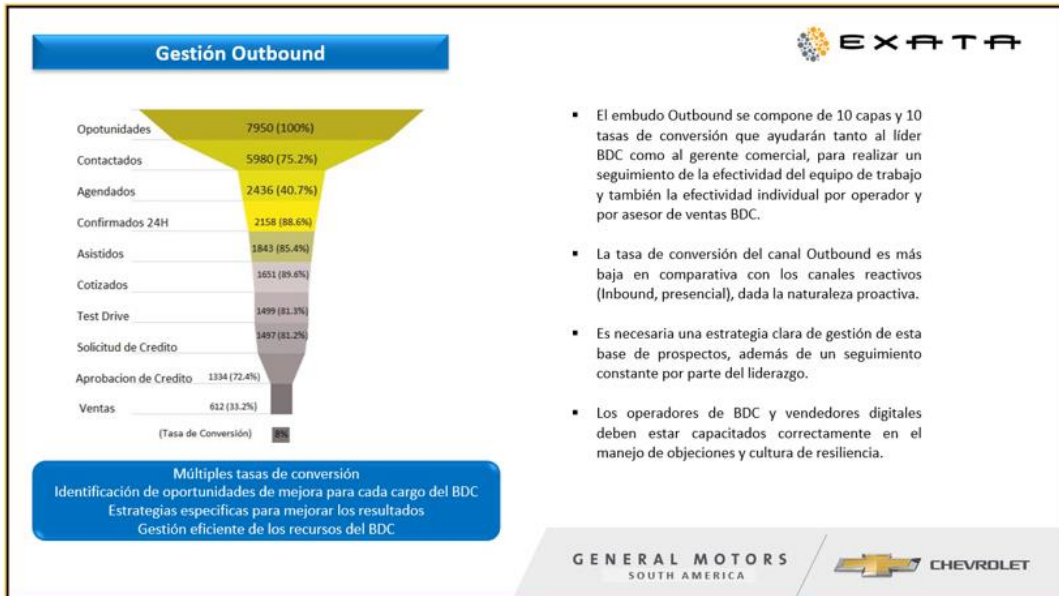 Gestión Outbound
EXATA
Opotunidades 7950 (100%)
Contactados 5980 (75.2%)
Agendados 2436 (40.7%)
Confirmados 24H 2158 (88.6%)
Asistidos 1843 (85.4%)
Cotizados 1651 (89.6%)
Test Drive 1499 (81.3%)
Solicitud de Credito 1497 (81.2%)
Aprobacion de Credito 1334 (72.4%)
Ventas 612 (33.2%)
(Tasa de Conversión) 8%
Múltiples tasas de conversión
Identificación de oportunidades de mejora para cada cargo del BDC
Estrategias especificas para mejorar los resultados
Gestión eficiente de los recursos del BDC
▪ El embudo Outbound se compone de 10 capas y 10
tasas de conversión que ayudarán tanto al líder
BDC como al gerente comercial, para realizar un
seguimiento de la efectividad del equipo de trabajo
y también la efectividad individual por operador y
por asesor de ventas BDC.
▪ La tasa de conversión del canal Outbound es más
baja en comparativa con los canales reactivos
(Inbound, presencial), dada la naturaleza proactiva.
▪ Es necesaria una estrategia clara de gestión de esta
base de prospectos, además de un seguimiento
constante por parte del liderazgo.
▪ Los operadores de BDC y vendedores digitales
deben estar capacitados correctamente en el
manejo de objeciones y cultura de resiliencia.
GENERAL MOTORS
SOUTH AMERICA
CHEVROLET